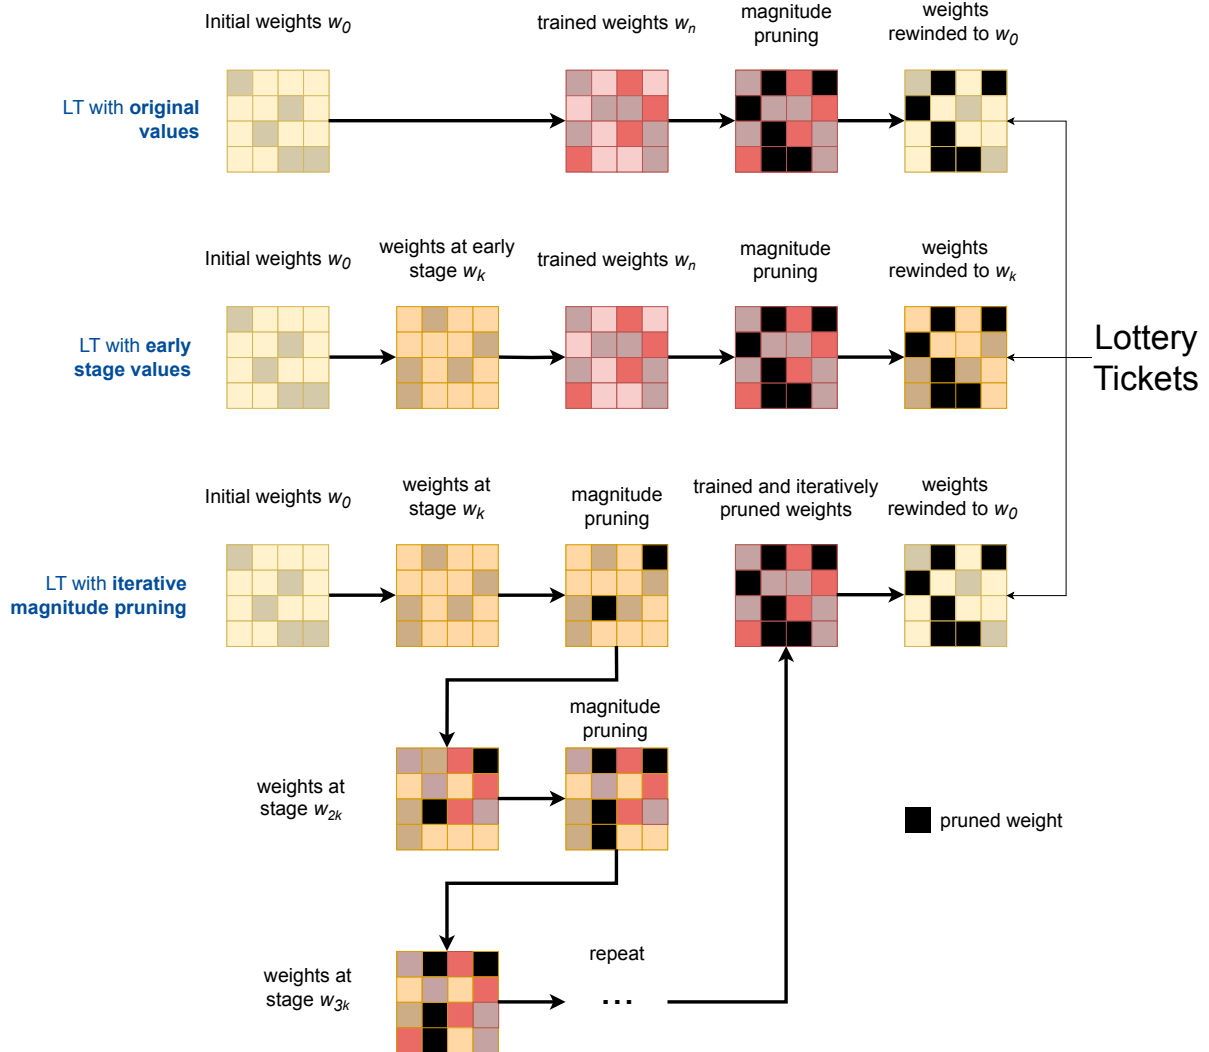 Initial weights w0
trained weights wn
magnitude
pruning
weights
rewinded to w0
LT with original
values
Initial weights w0
weights at early
stage wk
trained weights wn
magnitude
pruning
weights
rewinded to wk
LT with early
stage values
Lottery
Tickets
Initial weights w0
weights at
stage wk
magnitude
pruning
trained and iteratively
pruned weights
weights
rewinded to w0
LT with iterative
magnitude pruning
magnitude
pruning
weights at
stage w2k
pruned weight
repeat
...
weights at
stage w3k